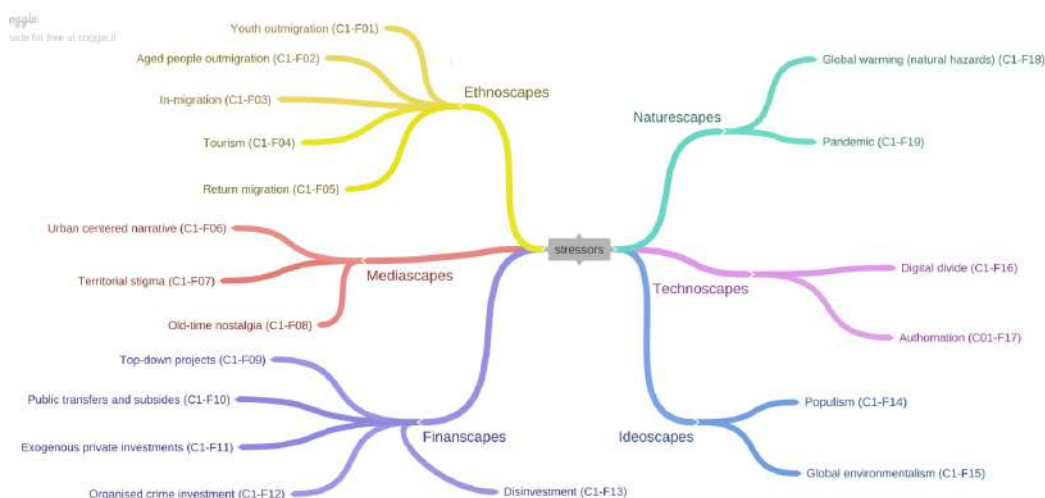 oggle
ade for free at coggle.it
Youth outmigration (C1-F01)
Aged people outmigration (C1-F02)
In-migration (C1-F03)
Tourism (C1-F04)
Return migration (C1-F05)
Ethnoscapes
Urban centered narrative (C1-F06)
Territorial stigma (C1-F07)
Old-time nostalgia (C1-F08)
Mediascapes
Top-down projects (C1-F09)
Public transfers and subsides (C1-F10)
Exogenous private investments (C1-F11)
Organised crime investment (C1-F12)
Disinvestment (C1-F13)
Finanscapes
stressors
Naturescapes
Global warming (natural hazards) (C1-F18)
Pandemic (C1-F19)
Technoscapes
Digital divide (C1-F16)
Authomation (C01-F17)
Ideoscapes
Populism (C1-F14)
Global environmentalism (C1-F15)